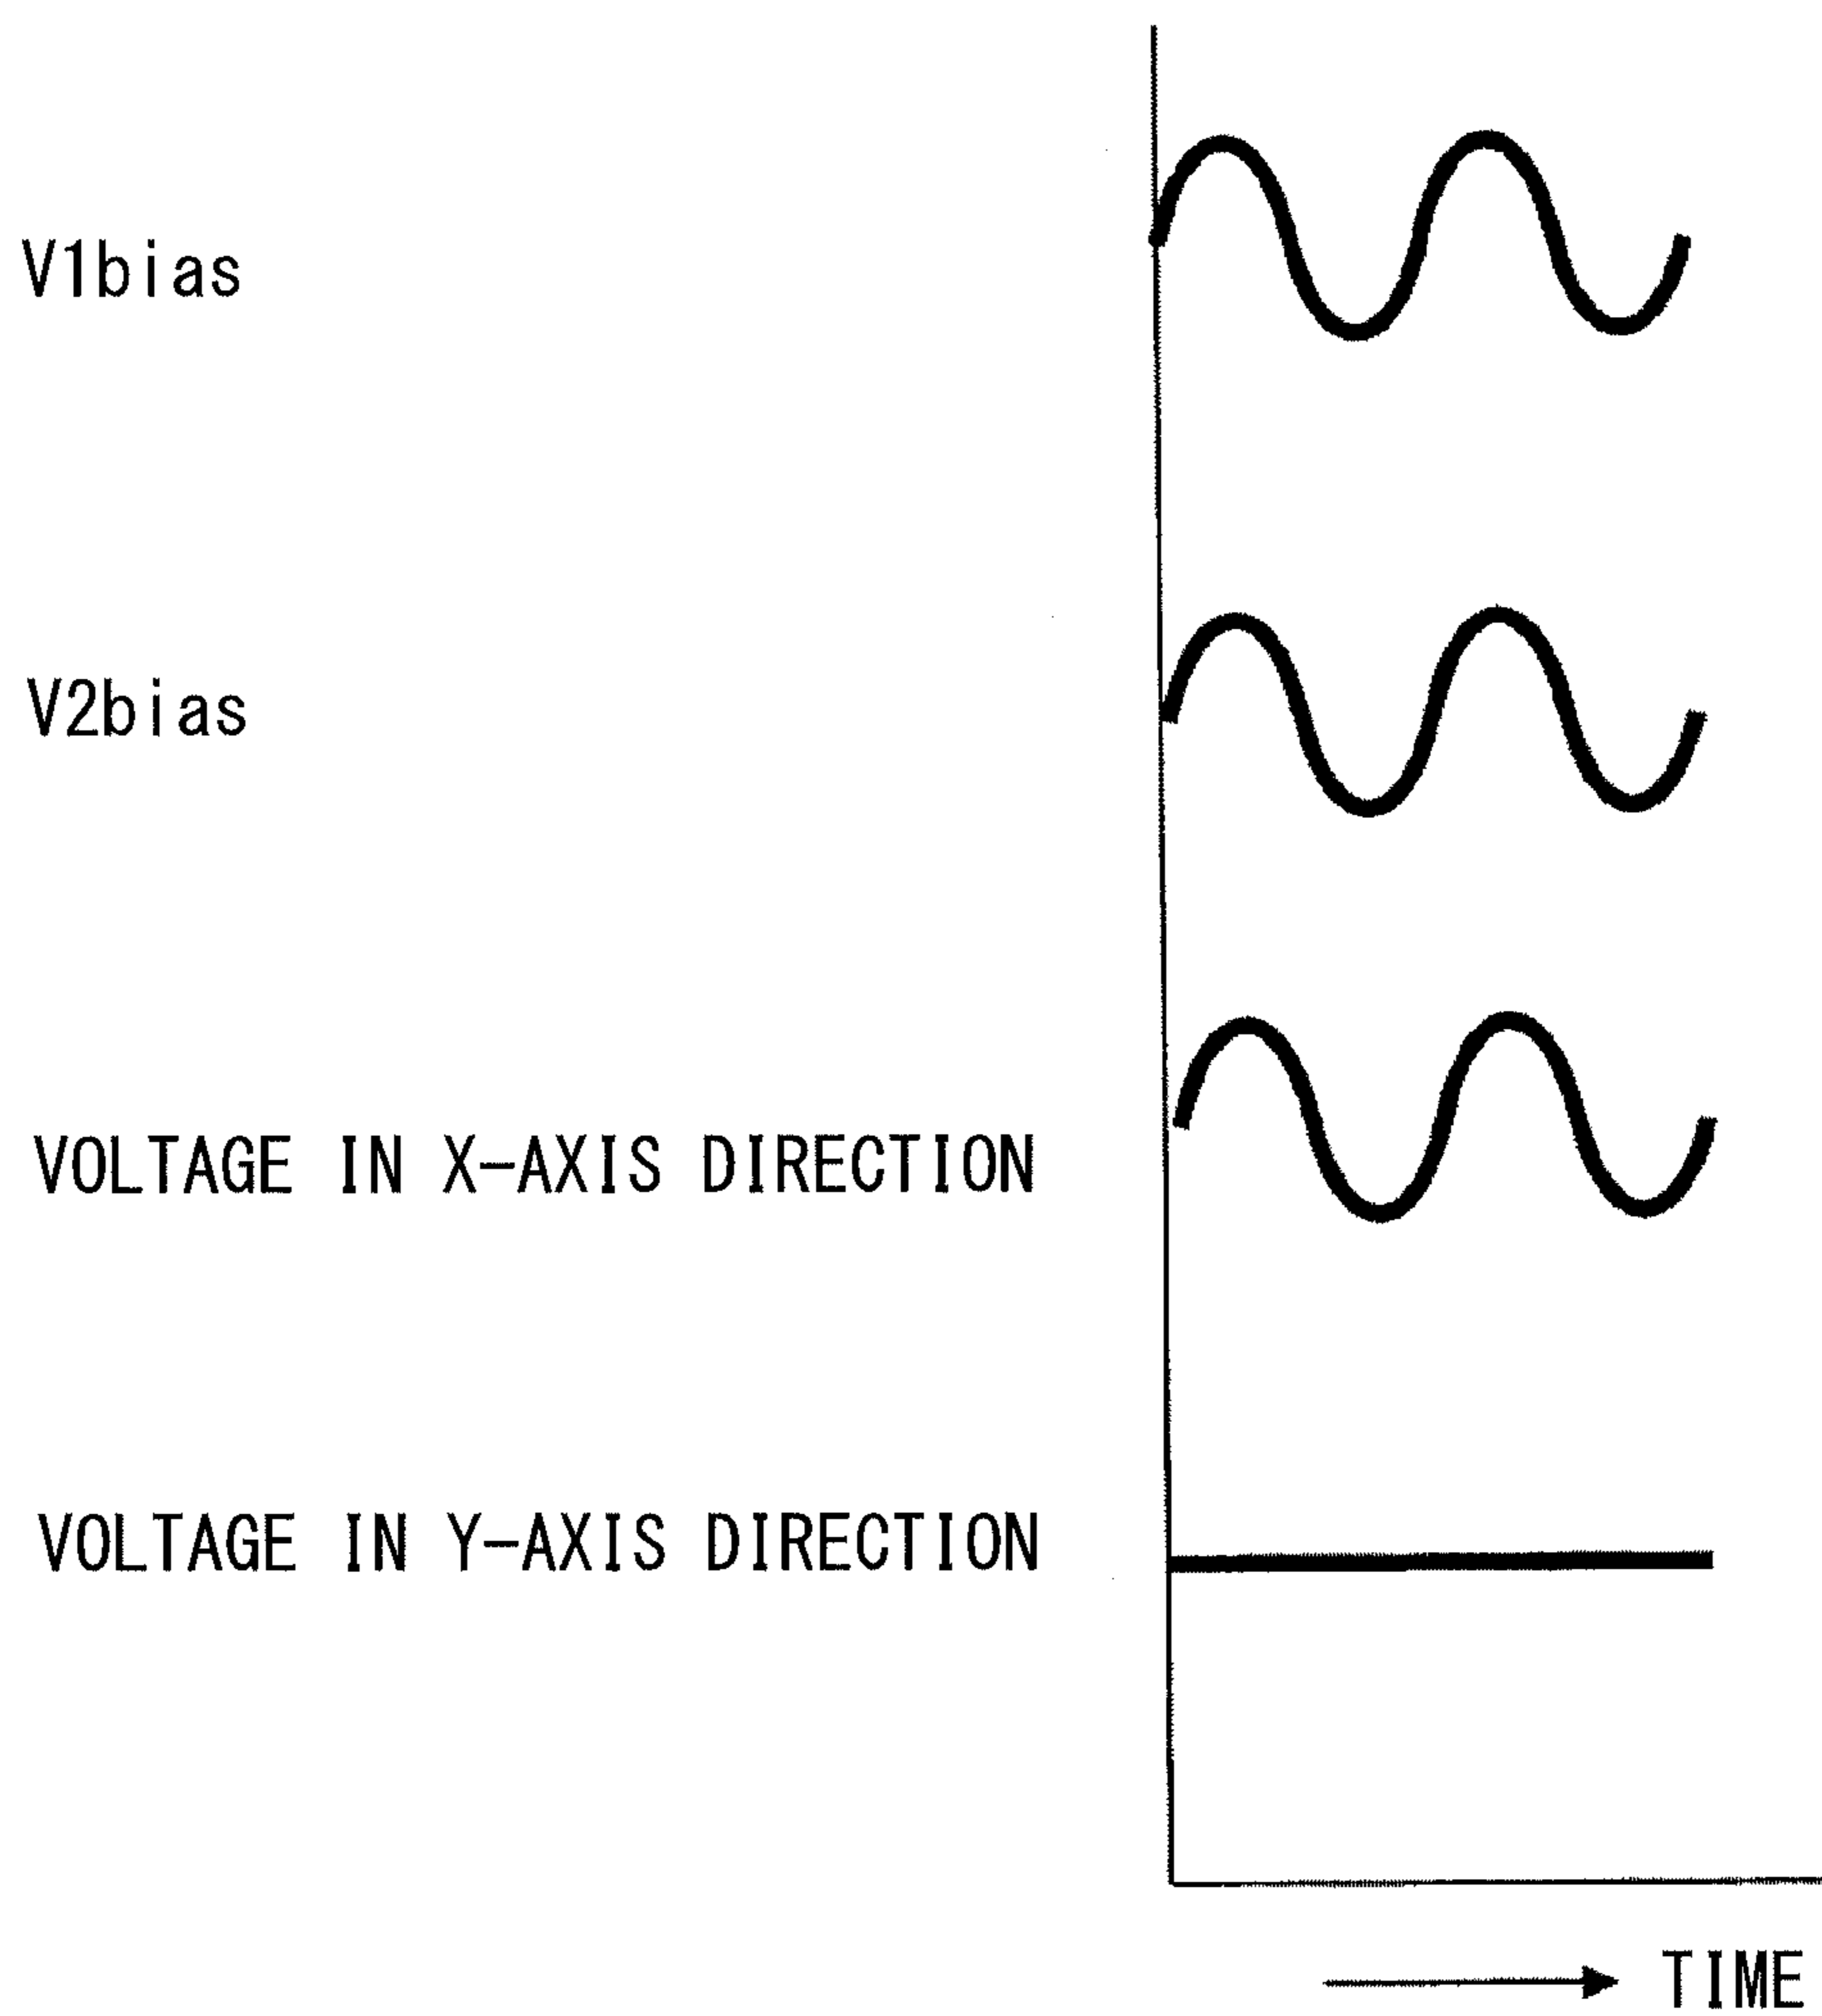 V1bias
V2bias
VOLTAGE IN X-AXIS DIRECTION
VOLTAGE IN Y-AXIS DIRECTION
TIME